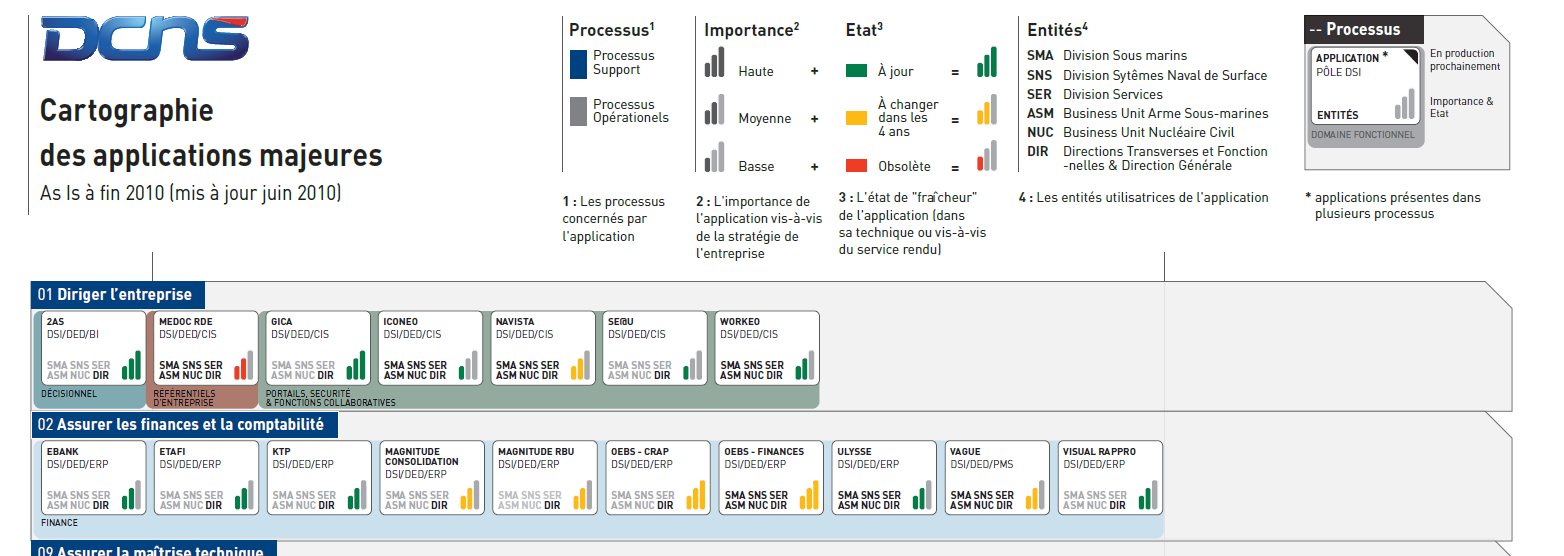 DCNS
Cartographie
des applications majeures
As Is à fin 2010 (mis à jour juin 2010)
Processus1
Processus
Support
Processus
Opérationels
Importance2
Haute +
Moyenne +
Basse +
Etat3
À jour =
À changer
dans les
4 ans =
Obsolète =
Entités4
SMA Division Sous marins
SNS Division Sytêmes Naval de Surface
SER Division Services
ASM Business Unit Arme Sous-marines
NUC Business Unit Nucléaire Civil
DIR Directions Transverses et Fonction
-nelles & Direction Générale
-- Processus
APPLICATION *
PÔLE DSI
ENTITÉS
DOMAINE FONCTIONNEL
En production
prochainement
Importance &
Etat
1 : Les processus
concernés par
l'application
2 : L'importance de
l'application vis-à-vis
de la stratégie de
l'entreprise
3 : L'état de "fraîcheur"
de l'application (dans
sa technique ou vis-à-vis
du service rendu)
4 : Les entités utilisatrices de l'application
* applications présentes dans
plusieurs processus
01 Diriger l'entreprise
2AS
DSI/DED/BI
SMA SNS SER
ASM NUC DIR
MEDOC RDE
DSI/DED/CIS
SMA SNS SER
ASM NUC DIR
GICA
DSI/DED/CIS
SMA SNS SER
ASM NUC DIR
ICONEO
DSI/DED/CIS
SMA SNS SER
ASM NUC DIR
NAVISTA
DSI/DED/CIS
SMA SNS SER
ASM NUC DIR
SE@U
DSI/DED/CIS
SMA SNS SER
ASM NUC DIR
WORKEO
DSI/DED/CIS
SMA SNS SER
ASM NUC DIR
DÉCISIONNEL
RÉFÉRENTIELS
D'ENTREPRISE
PORTAILS, SECURITÉ
& FONCTIONS COLLABORATIVES
02 Assurer les finances et la comptabilité
EBANK
DSI/DED/ERP
SMA SNS SER
ASM NUC DIR
ETAFI
DSI/DED/ERP
SMA SNS SER
ASM NUC DIR
KTP
DSI/DED/ERP
SMA SNS SER
ASM NUC DIR
MAGNITUDE
CONSOLIDATION
DSI/DED/ERP
SMA SNS SER
ASM NUC DIR
MAGNITUDE RBU
DSI/DED/ERP
SMA SNS SER
ASM NUC DIR
OEBS - CRAP
DSI/DED/ERP
SMA SNS SER
ASM NUC DIR
OEBS - FINANCES
DSI/DED/ERP
SMA SNS SER
ASM NUC DIR
ULYSSE
DSI/DED/ERP
SMA SNS SER
ASM NUC DIR
VAGUE
DSI/DED/PMS
SMA SNS SER
ASM NUC DIR
VISUAL RAPPRO
DSI/DED/ERP
SMA SNS SER
ASM NUC DIR
FINANCE
09 Assurer la maîtrise technique